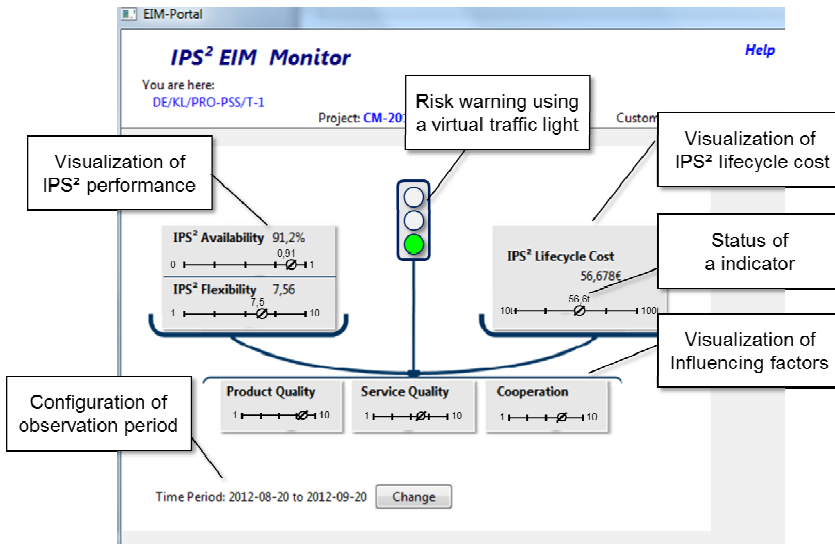 EIM-Portal
IPS² EIM Monitor
Help
You are here:
DE/KL/PRO-PSS/T-1
Project: CM-201
Custom
Risk warning using
a virtual traffic light
Visualization of
IPS² lifecycle cost
Visualization of
IPS² performance
IPS² Availability 91,2%
0,91
0 1
IPS² Flexibility 7,56
7,5
1 10
IPS² Lifecycle Cost
56,678€
56,6t
10t 100t
Status of
a indicator
Visualization of
Influencing factors
Product Quality
1 10
Service Quality
1 10
Cooperation
1 10
Configuration of
observation period
Time Period: 2012-08-20 to 2012-09-20 Change